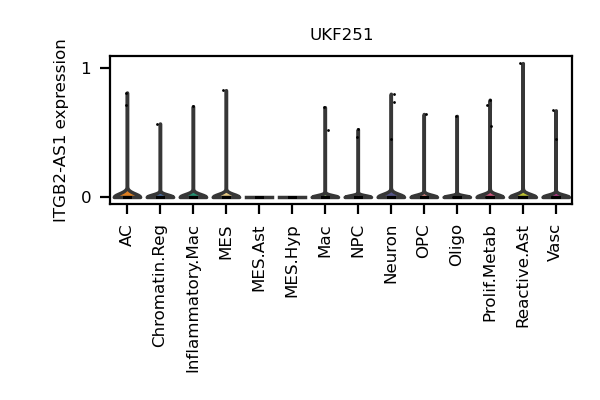 UKF251
ITGB2-AS1 expression
1
0
AC
Chromatin.Reg
Inflammatory.Mac
MES
MES.Ast
MES.Hyp
Mac
NPC
Neuron
OPC
Oligo
Prolif.Metab
Reactive.Ast
Vasc